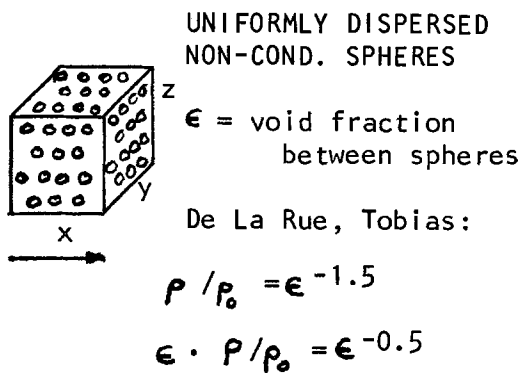 UNIFORMLY DISPERSED
NON-COND. SPHERES
z
ϵ = void fraction
between spheres
y
De La Rue, Tobias:
x
ρ /ρ₀ = ϵ⁻¹·⁵
ϵ · ρ/ρ₀ = ϵ⁻⁰·⁵